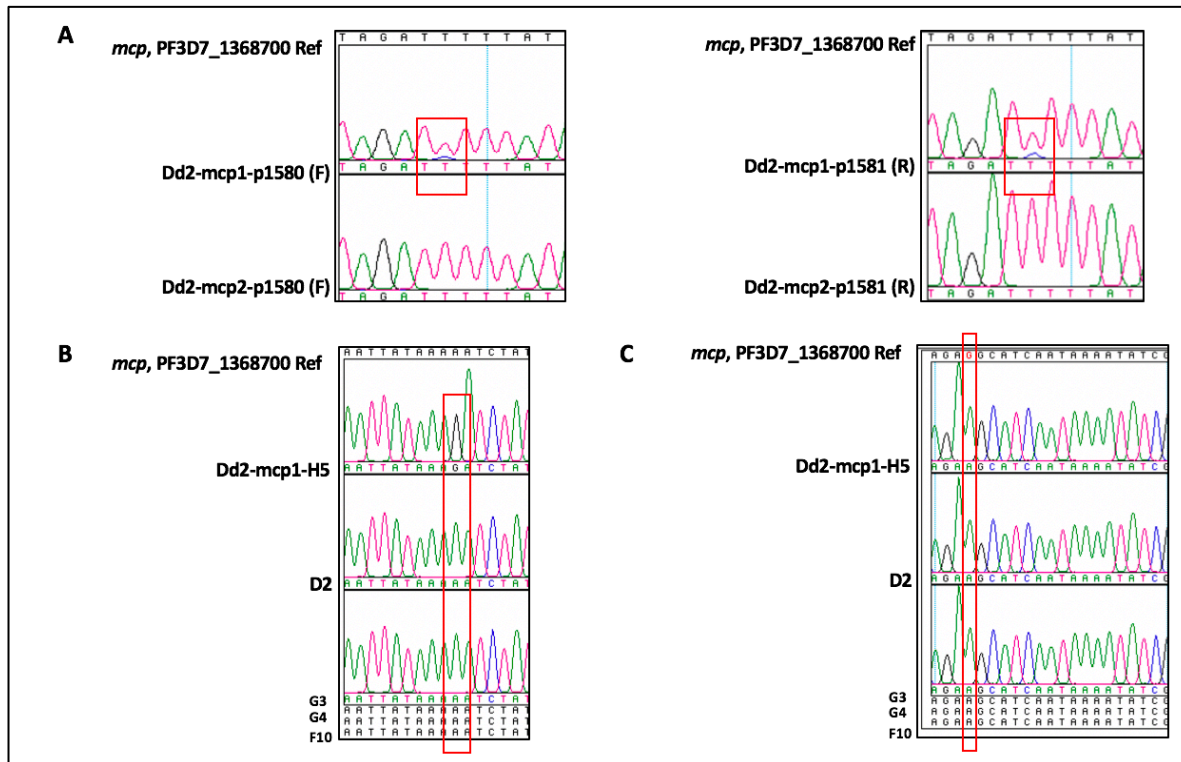 A
mcp, PF3D7_1368700 Ref
T A G A T T T T T A T
Dd2-mcp1-p1580 (F)
T A G A T T T T T A T
Dd2-mcp2-p1580 (F)
T A G A T T T T T A T
mcp, PF3D7_1368700 Ref
T A G A T T T T T A T
Dd2-mcp1-p1581 (R)
T A G A T T T T T A T
Dd2-mcp2-p1581 (R)
T A G A T T T T T A T
B
mcp, PF3D7_1368700 Ref
A A T T A T A A A A A T C T A T
Dd2-mcp1-H5
A A T T A T A A A G A T C T A T
D2
A A T T A T A A A A A T C T A T
G3
A A T T A T A A A A A T C T A T
G4
A A T T A T A A A A A T C T A T
F10
A A T T A T A A A A A T C T A T
C
mcp, PF3D7_1368700 Ref
A G A G G C A T C A A T A A A A T A T C G
Dd2-mcp1-H5
A G A A G C A T C A A T A A A A T A T C G
D2
A G A A G C A T C A A T A A A A T A T C G
G3
A G A A G C A T C A A T A A A A T A T C G
G4
A G A A G C A T C A A T A A A A T A T C G
F10
A G A A G C A T C A A T A A A A T A T C G